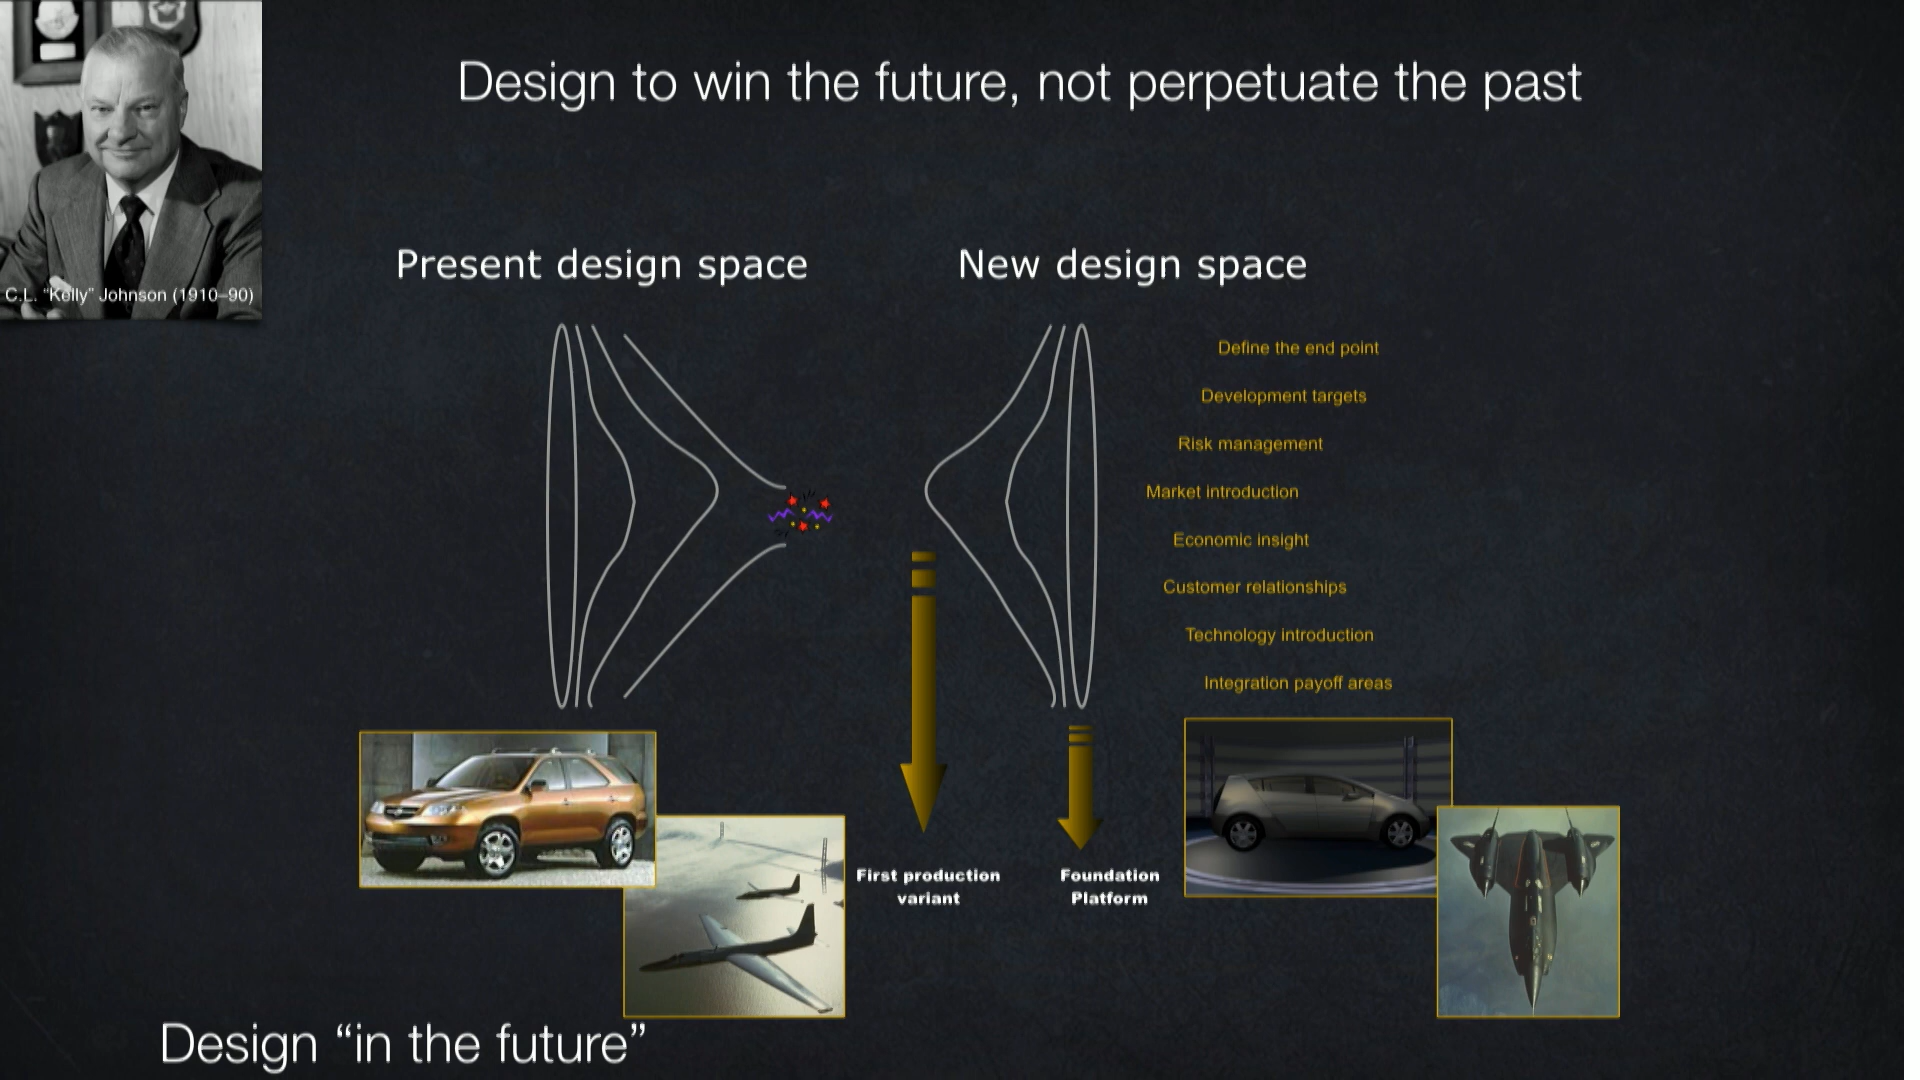 Design to win the future, not perpetuate the past
C.L. “Kelly” Johnson (1910–90)
Present design space
New design space
Define the end point
Development targets
Risk management
Market introduction
Economic insight
Customer relationships
Technology introduction
Integration payoff areas
First production
variant
Foundation
Platform
Design “in the future”